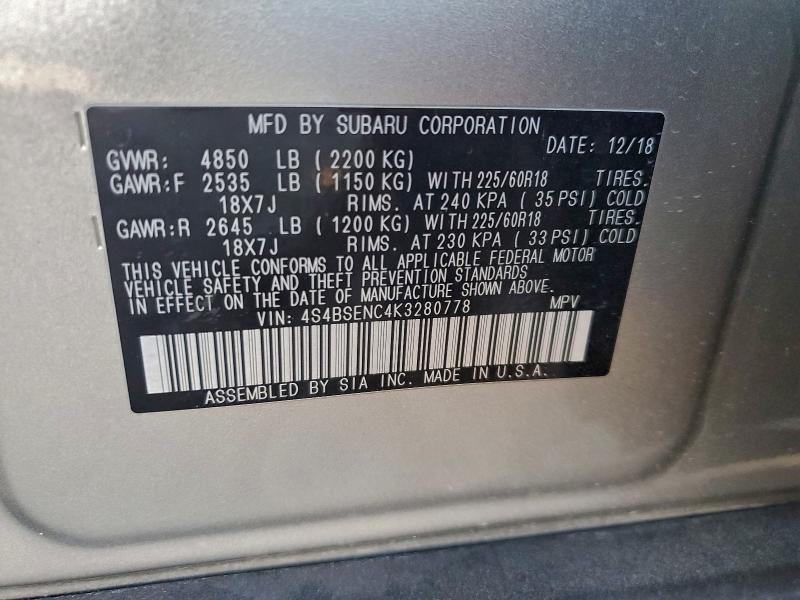 MFD BY SUBARU CORPORATION
DATE: 12/18
GVWR: 4850 LB (2200 KG)
GAWR:F 2535 LB (1150 KG) WITH 225/60R18 TIRES.
18X7J RIMS. AT 240 KPA (35 PSI) COLD
GAWR:R 2645 LB (1200 KG) WITH 225/60R18 TIRES.
18X7J RIMS. AT 230 KPA (33 PSI) COLD
THIS VEHICLE CONFORMS TO ALL APPLICABLE FEDERAL MOTOR
VEHICLE SAFETY AND THEFT PREVENTION STANDARDS
IN EFFECT ON THE DATE OF MANUFACTURE SHOWN ABOVE.
VIN: 4S4BSENC4K3280778 MPV
ASSEMBLED BY SIA INC. MADE IN U.S.A.